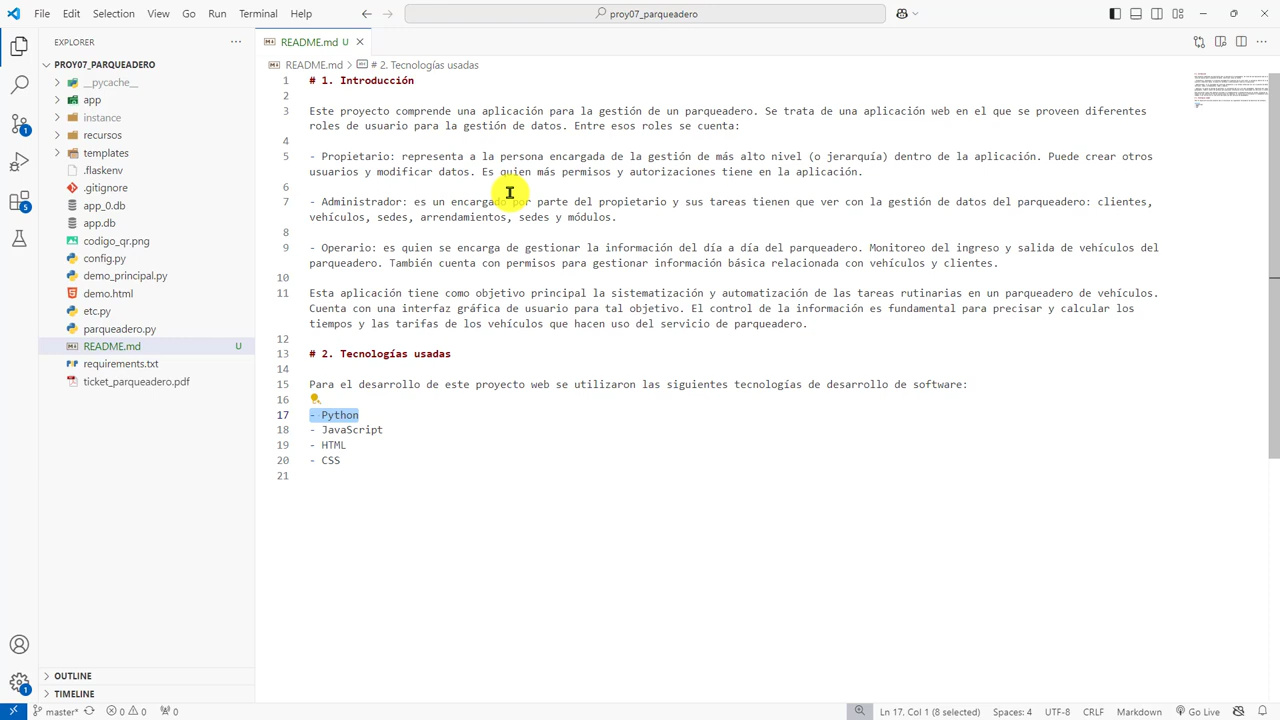 File Edit Selection View Go Run Terminal Help proy07_parqueadero
EXPLORER
README.md U
PROY07_PARQUEADERO
__pycache__
app
instance
recursos
templates
.flaskenv
.gitignore
app_0.db
app.db
codigo_qr.png
config.py
demo_principal.py
demo.html
etc.py
parqueadero.py
README.md U
requirements.txt
ticket_parqueadero.pdf
OUTLINE
TIMELINE
README.md > # 2. Tecnologías usadas
1 # 1. Introducción
2
3 Este proyecto comprende una aplicación para la gestión de un parqueadero. Se trata de una aplicación web en el que se proveen diferentes
roles de usuario para la gestión de datos. Entre esos roles se cuenta:
4
5 - Propietario: representa a la persona encargada de la gestión de más alto nivel (o jerarquía) dentro de la aplicación. Puede crear otros
usuarios y modificar datos. Es quien más permisos y autorizaciones tiene en la aplicación.
6
7 - Administrador: es un encargado por parte del propietario y sus tareas tienen que ver con la gestión de datos del parqueadero: clientes,
vehículos, sedes, arrendamientos, sedes y módulos.
8
9 - Operario: es quien se encarga de gestionar la información del día a día del parqueadero. Monitoreo del ingreso y salida de vehículos del
parqueadero. También cuenta con permisos para gestionar información básica relacionada con vehículos y clientes.
10
11 Esta aplicación tiene como objetivo principal la sistematización y automatización de las tareas rutinarias en un parqueadero de vehículos.
Cuenta con una interfaz gráfica de usuario para tal objetivo. El control de la información es fundamental para precisar y calcular los
tiempos y las tarifas de los vehículos que hacen uso del servicio de parqueadero.
12
13 # 2. Tecnologías usadas
14
15 Para el desarrollo de este proyecto web se utilizaron las siguientes tecnologías de desarrollo de software:
16
17 - Python
18 - JavaScript
19 - HTML
20 - CSS
21
1
5
1
master* 0 0 0 Ln 17, Col 1 (8 selected) Spaces: 4 UTF-8 CRLF Markdown Go Live